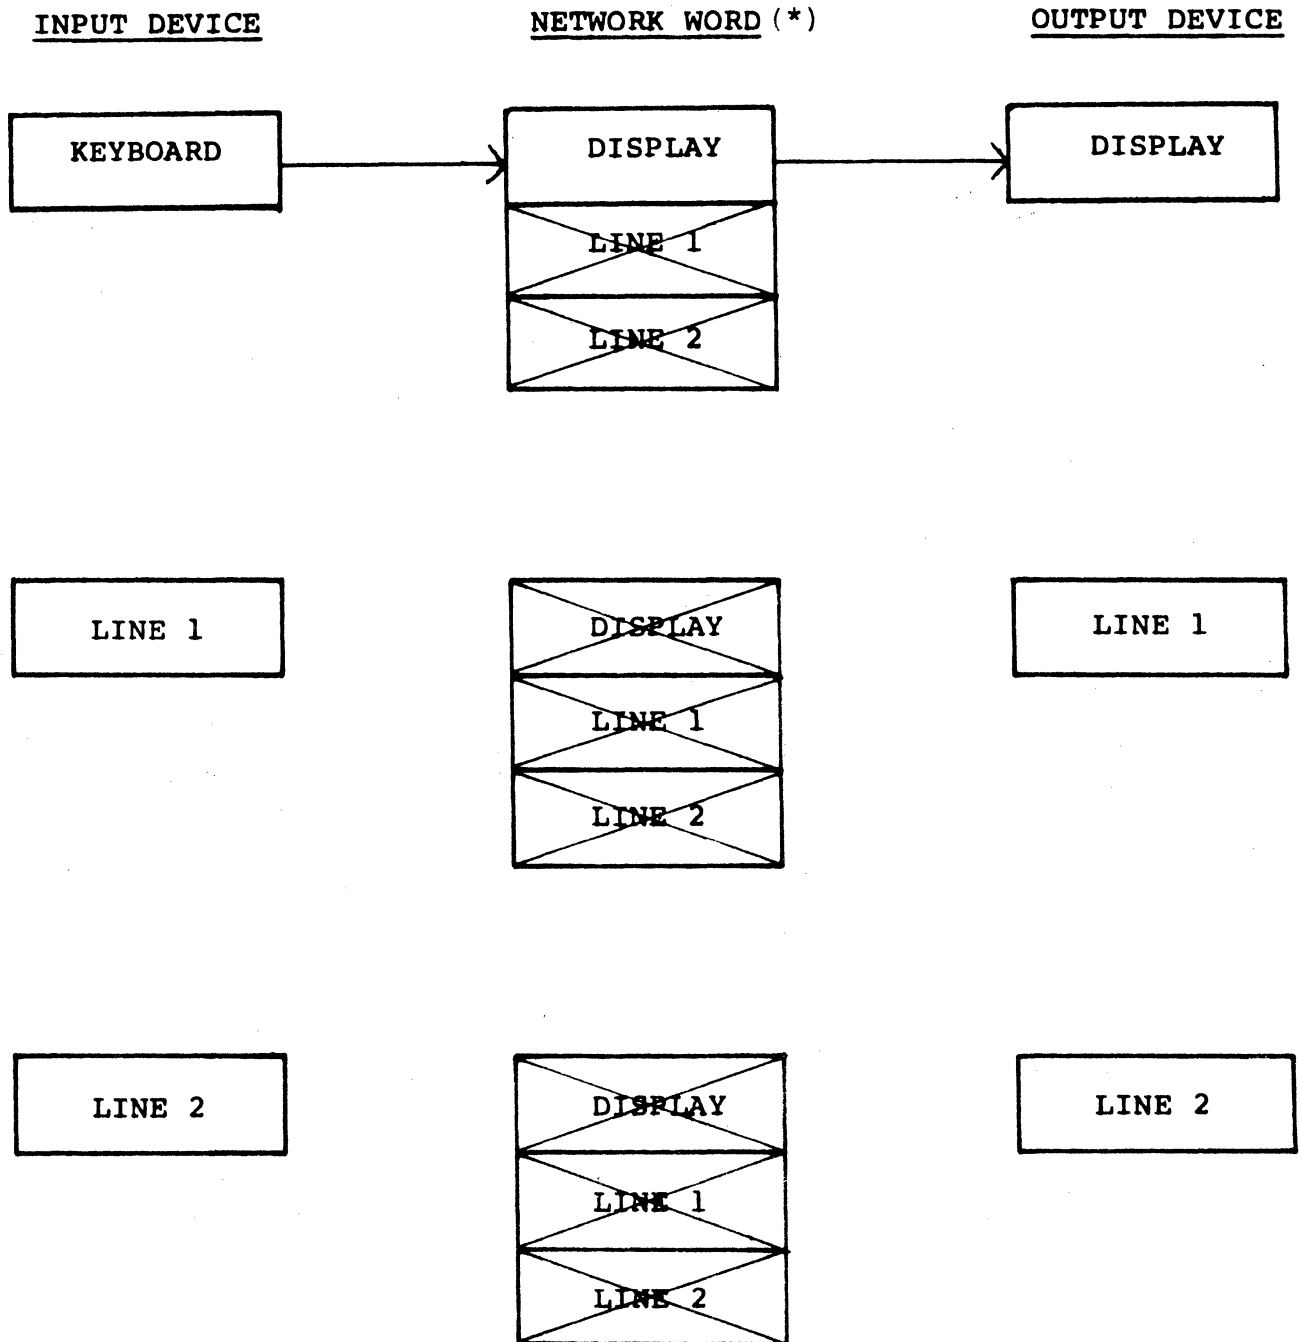 INPUT DEVICE NETWORK WORD (*) OUTPUT DEVICE
KEYBOARD DISPLAY DISPLAY
LINE 1
LINE 2
DISPLAY
LINE 1 LINE 1 LINE 1
LINE 2
DISPLAY
LINE 2 LINE 1 LINE 2
LINE 2